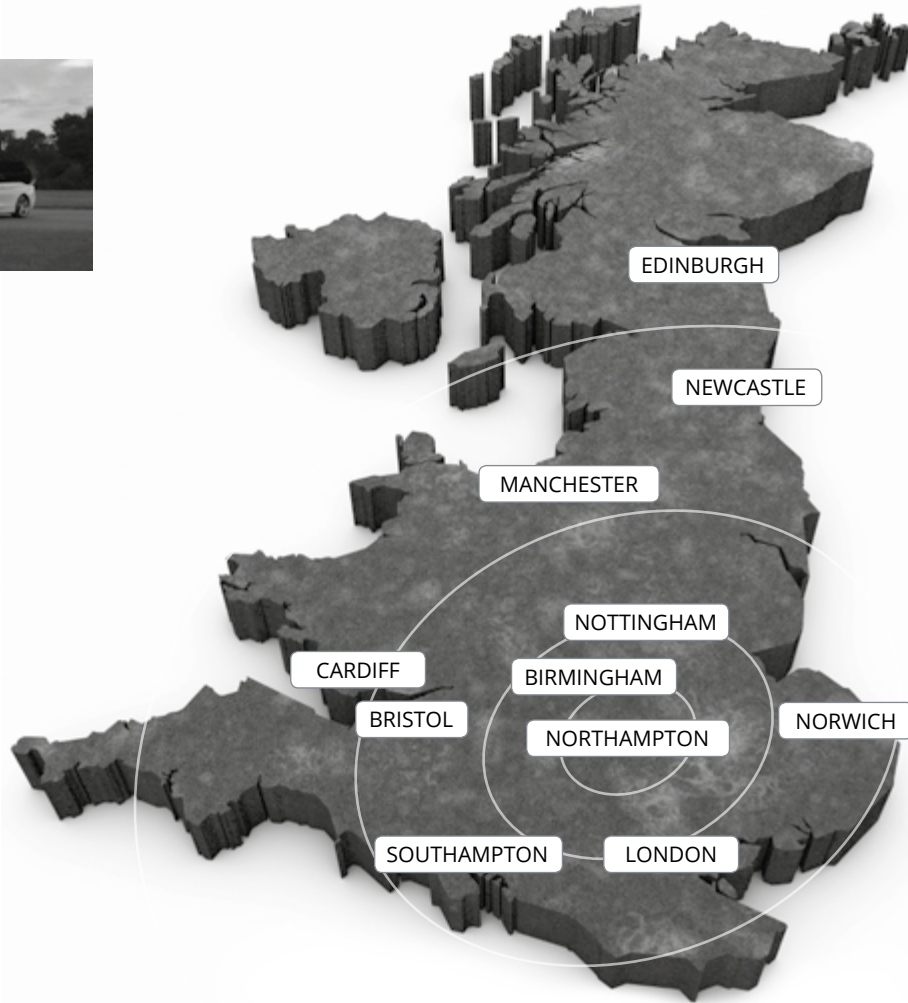 EDINBURGH
NEWCASTLE
MANCHESTER
NOTTINGHAM
CARDIFF
BIRMINGHAM
BRISTOL
NORWICH
NORTHAMPTON
SOUTHAMPTON
LONDON